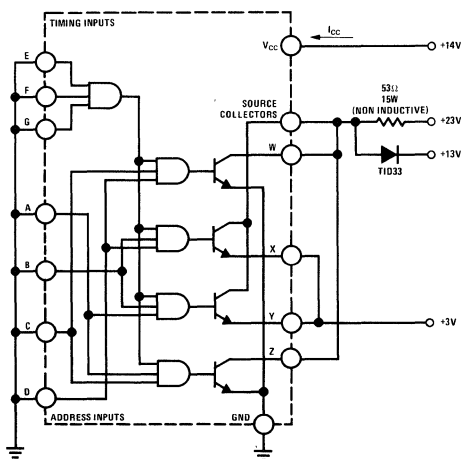 TIMING INPUTS
E
F
G
A
B
C
D
ADDRESS INPUTS
VCC
ICC
+14V
SOURCE
COLLECTORS
53Ω
15W
(NON INDUCTIVE)
+23V
W
+13V
TID33
X
Y
+3V
Z
GND